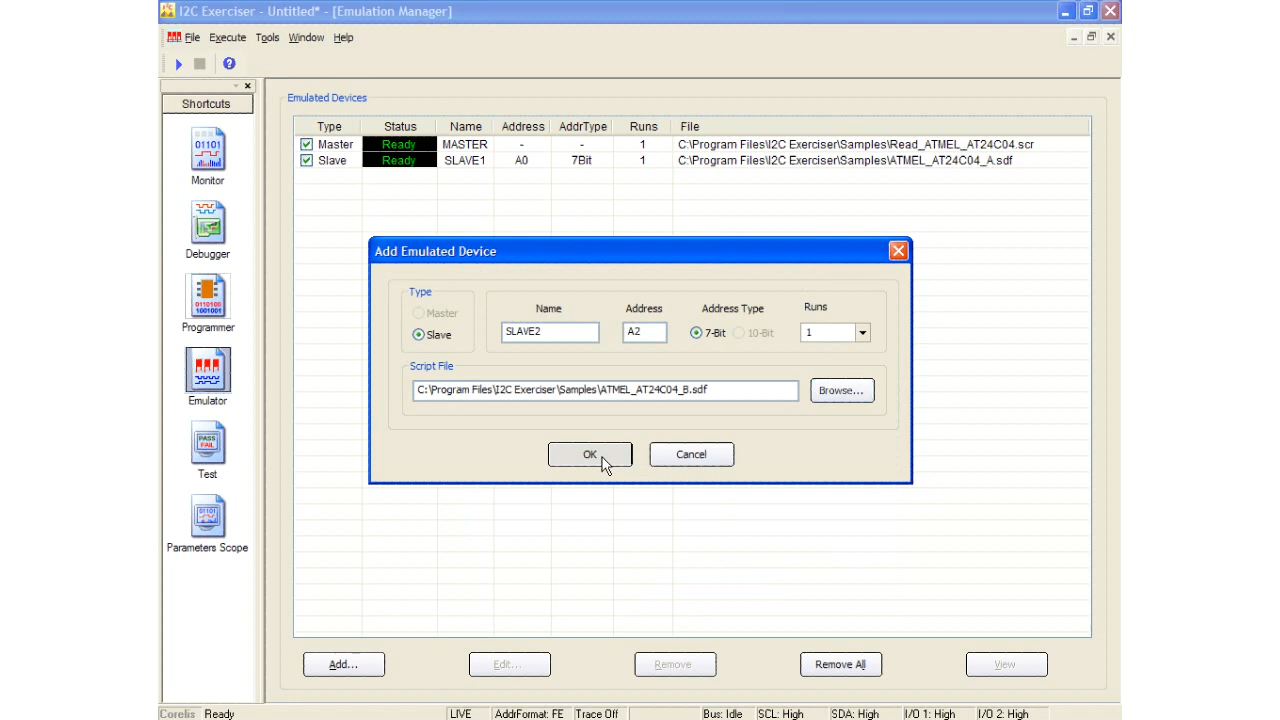 I2C Exerciser - Untitled* - [Emulation Manager]
File Execute Tools Window Help
Shortcuts
Monitor
Debugger
Programmer
Emulator
Test
Parameters Scope
Emulated Devices
Type Status Name Address AddrType Runs File
Master Ready MASTER - - 1 C:\Program Files\I2C Exerciser\Samples\Read_ATMEL_AT24C04.scr
Slave Ready SLAVE1 A0 7Bit 1 C:\Program Files\I2C Exerciser\Samples\ATMEL_AT24C04_A.sdf
Add Emulated Device
Type
Master
Slave
Name Address Address Type Runs
SLAVE2 A2 7-Bit 10-Bit 1
Script File
C:\Program Files\I2C Exerciser\Samples\ATMEL_AT24C04_B.sdf Browse...
OK Cancel
Add... Edit... Remove Remove All View
Corelis Ready LIVE AddrFormat: FE Trace Off Bus: Idle SCL: High SDA: High I/O 1: High I/O 2: High